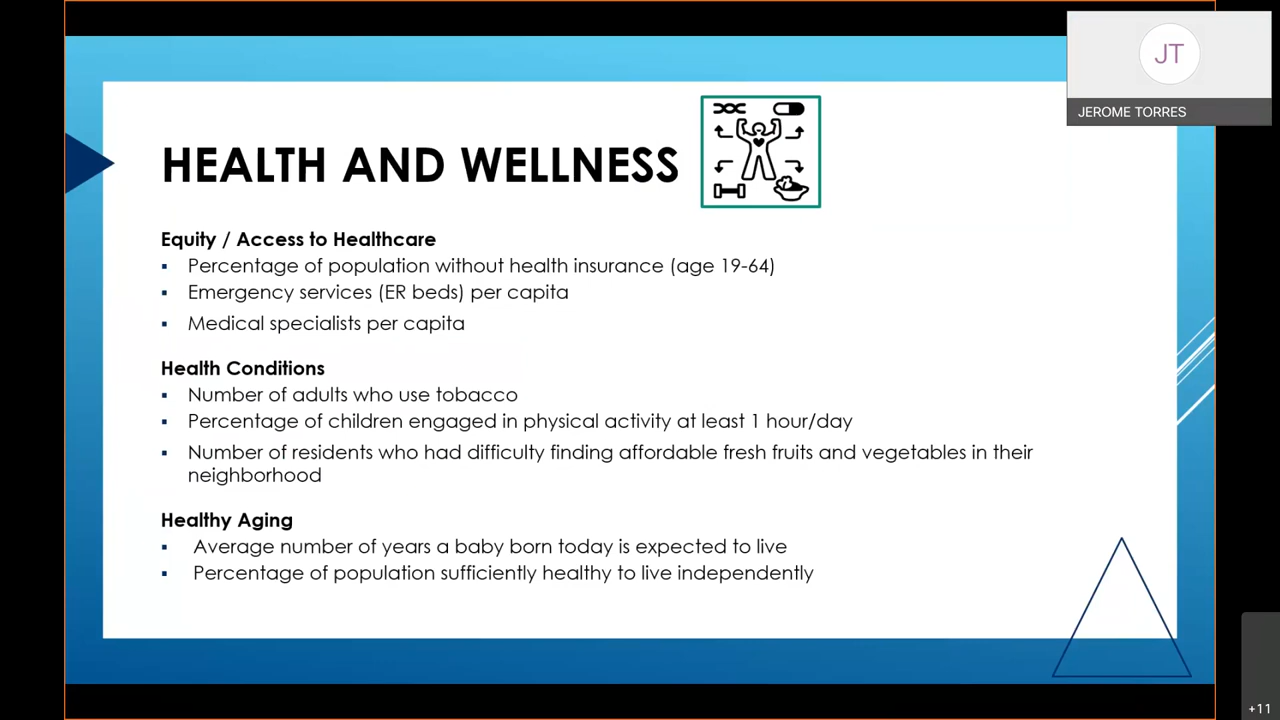 JT
JEROME TORRES
HEALTH AND WELLNESS
Equity / Access to Healthcare
▪ Percentage of population without health insurance (age 19-64)
▪ Emergency services (ER beds) per capita
▪ Medical specialists per capita
Health Conditions
▪ Number of adults who use tobacco
▪ Percentage of children engaged in physical activity at least 1 hour/day
▪ Number of residents who had difficulty finding affordable fresh fruits and vegetables in their
neighborhood
Healthy Aging
▪ Average number of years a baby born today is expected to live
▪ Percentage of population sufficiently healthy to live independently
+11